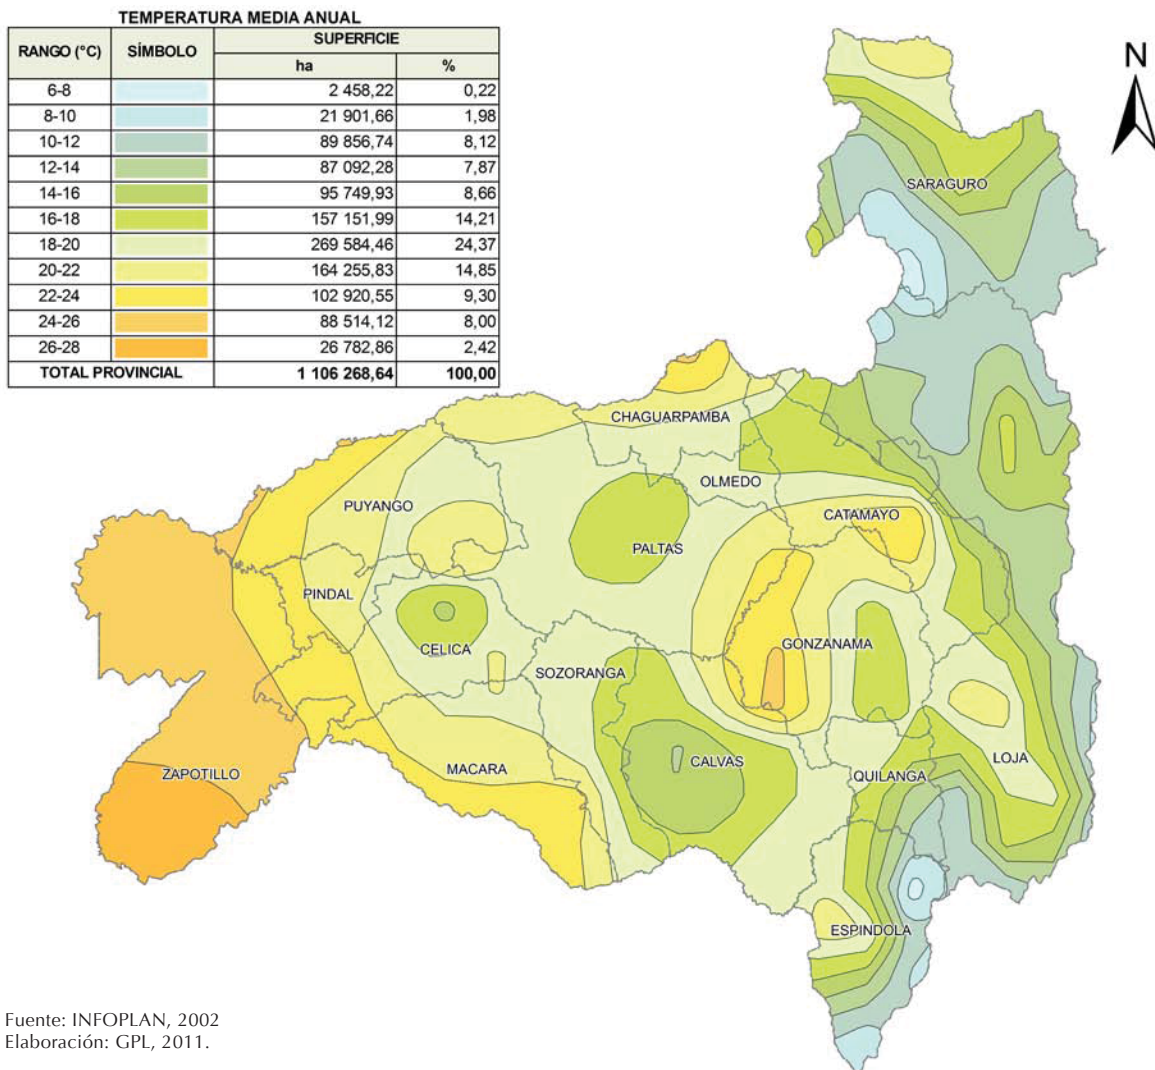 TEMPERATURA MEDIA ANUAL
RANGO (°C) SÍMBOLO SUPERFICIE
ha %
6-8 2 458,22 0,22
8-10 21 901,66 1,98
10-12 89 856,74 8,12
12-14 87 092,28 7,87
14-16 95 749,93 8,66
16-18 157 151,99 14,21
18-20 269 584,46 24,37
20-22 164 255,83 14,85
22-24 102 920,55 9,30
24-26 88 514,12 8,00
26-28 26 782,86 2,42
TOTAL PROVINCIAL 1 106 268,64 100,00
N
SARAGURO
CHAGUARPAMBA
OLMEDO
PUYANGO
CATAMAYO
PALTAS
PINDAL
GONZANAMA
CELICA
SOZORANGA
LOJA
CALVAS
MACARA
ZAPOTILLO
QUILANGA
ESPINDOLA
Fuente: INFOPLAN, 2002
Elaboración: GPL, 2011.